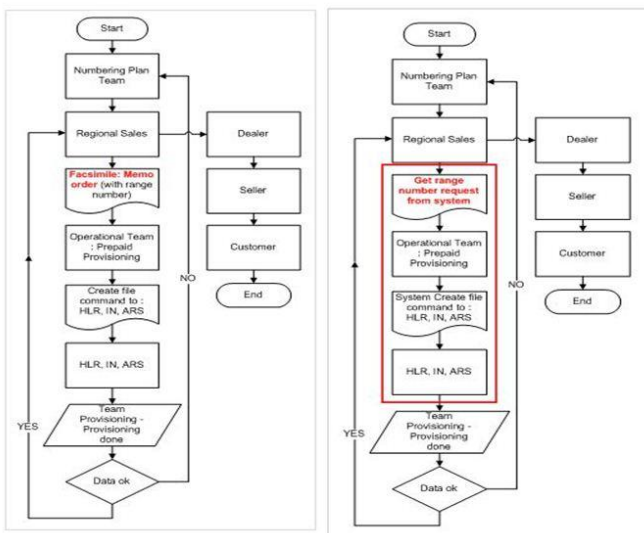 Start
Numbering Plan
Team
Regional Sales
Dealer
Facsimile: Memo
order (with range
number)
Seller
Operational Team
: Prepaid
Provisioning
Customer
NO
End
Create file
command to :
HLR, IN, ARS
HLR, IN, ARS
YES
Team
Provisioning -
Provisioning
done
Data ok
Start
Numbering Plan
Team
Regional Sales
Dealer
Get range
number request
from system
Seller
Operational Team
: Prepaid
Provisioning
Customer
NO
End
System Create file
command to :
HLR, IN, ARS
HLR, IN, ARS
YES
Team
Provisioning -
Provisioning
done
Data ok